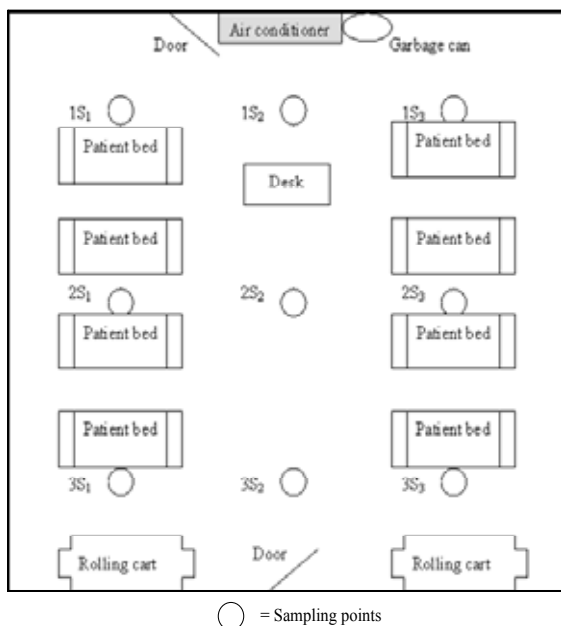 Door
Air conditioner
Garbage can
1S₁
1S₂
1S₃
Patient bed
Patient bed
Desk
Patient bed
Patient bed
2S₁
2S₂
2S₃
Patient bed
Patient bed
Patient bed
Patient bed
3S₁
3S₂
3S₃
Rolling cart
Door
Rolling cart
= Sampling points